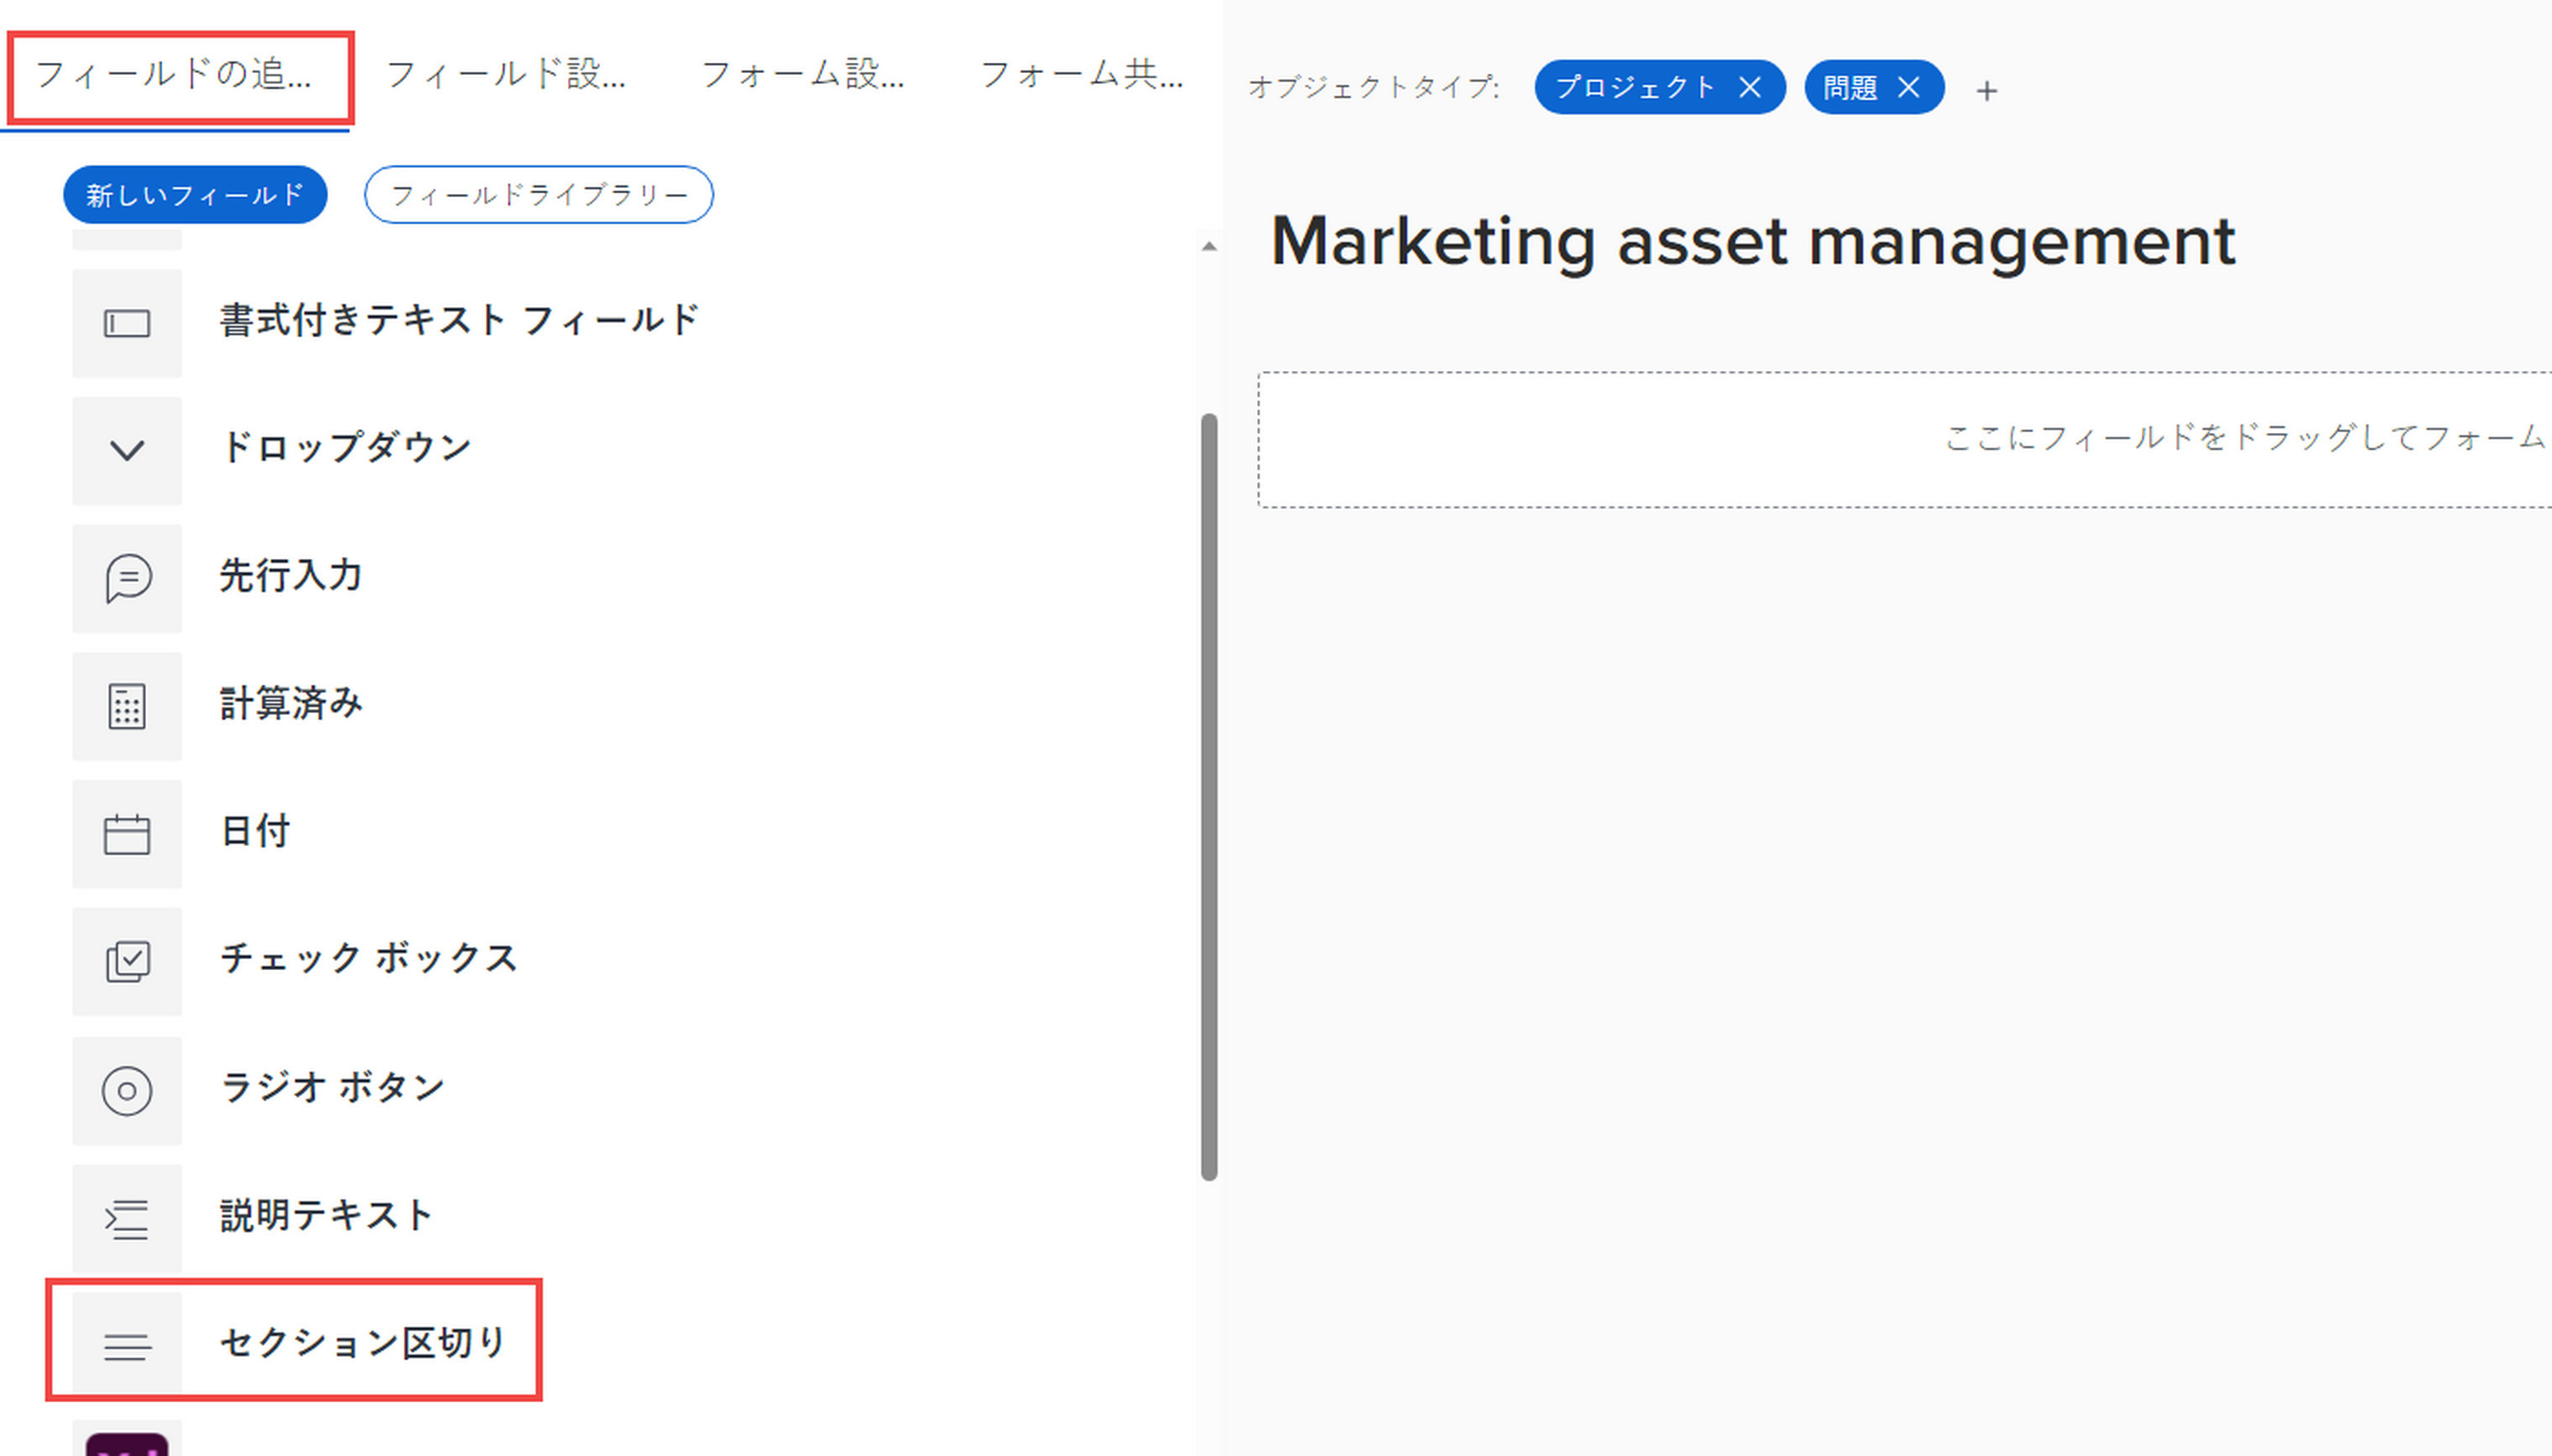 フィールドの追...
フィールド設...
フォーム設...
フォーム共...
新しいフィールド
フィールドライブラリー
書式付きテキスト フィールド
ドロップダウン
先行入力
計算済み
日付
チェック ボックス
ラジオ ボタン
説明テキスト
セクション区切り
オブジェクトタイプ:
プロジェクト
問題
Marketing asset management
ここにフィールドをドラッグしてフォーム